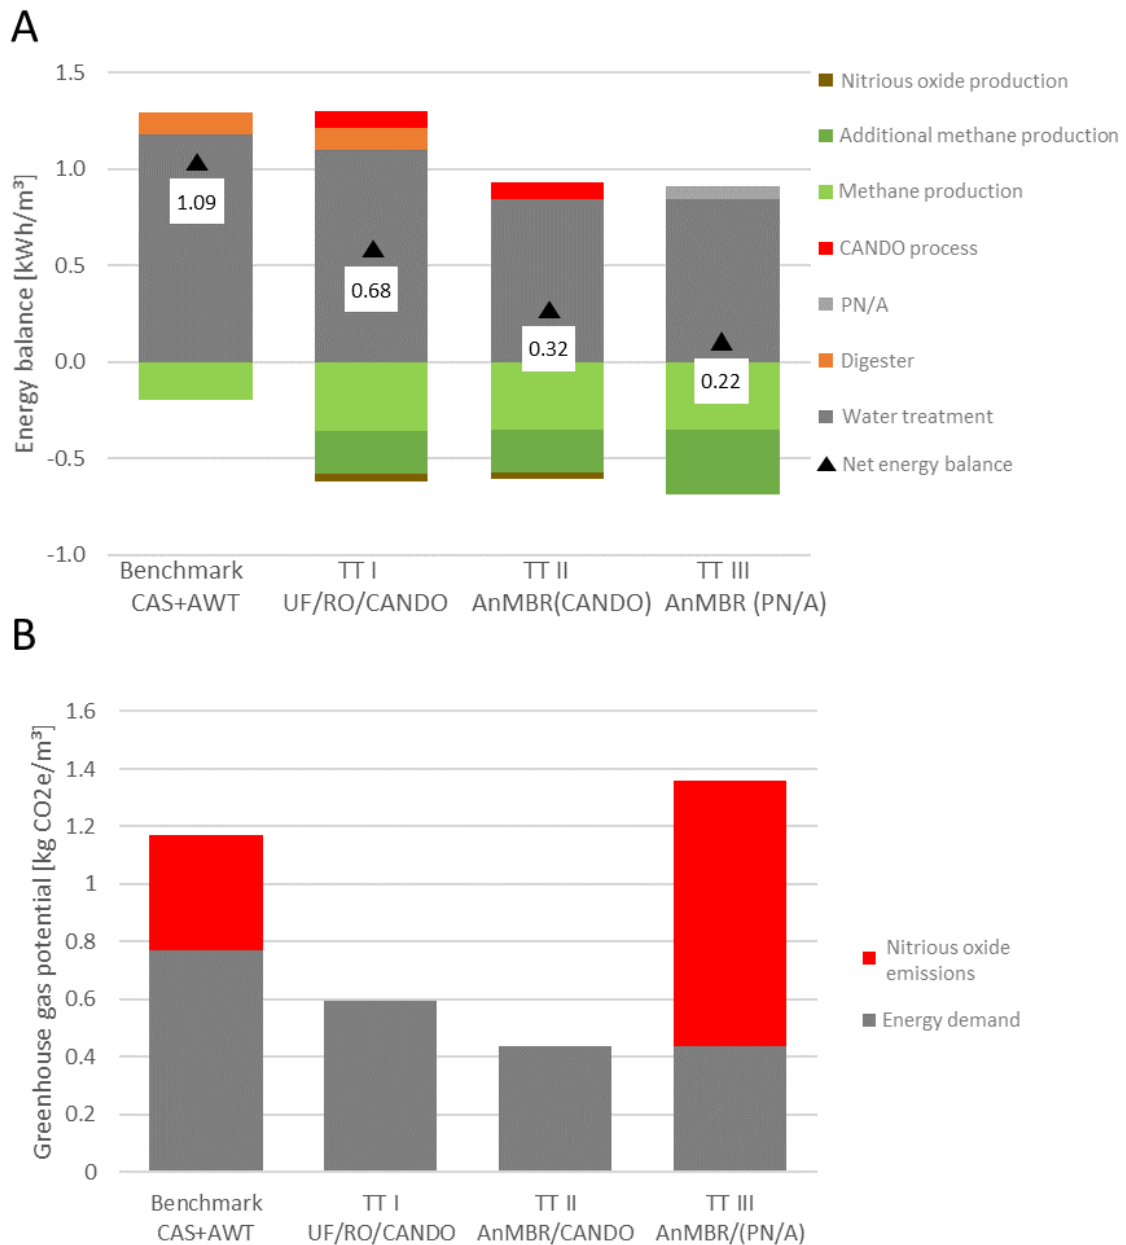 A
1.5
1.0
0.5
0.0
-0.5
-1.0
Energy balance [kWh/m³]
1.09
0.68
0.32
0.22
Benchmark
CAS+AWT
TT I
UF/RO/CANDO
TT II
AnMBR(CANDO)
TT III
AnMBR (PN/A)
Nitrious oxide production
Additional methane production
Methane production
CANDO process
PN/A
Digester
Water treatment
Net energy balance
B
1.6
1.4
1.2
1
0.8
0.6
0.4
0.2
0
Greenhouse gas potential [kg CO2e/m³]
Benchmark
CAS+AWT
TT I
UF/RO/CANDO
TT II
AnMBR/CANDO
TT III
AnMBR/(PN/A)
Nitrious oxide
emissions
Energy demand